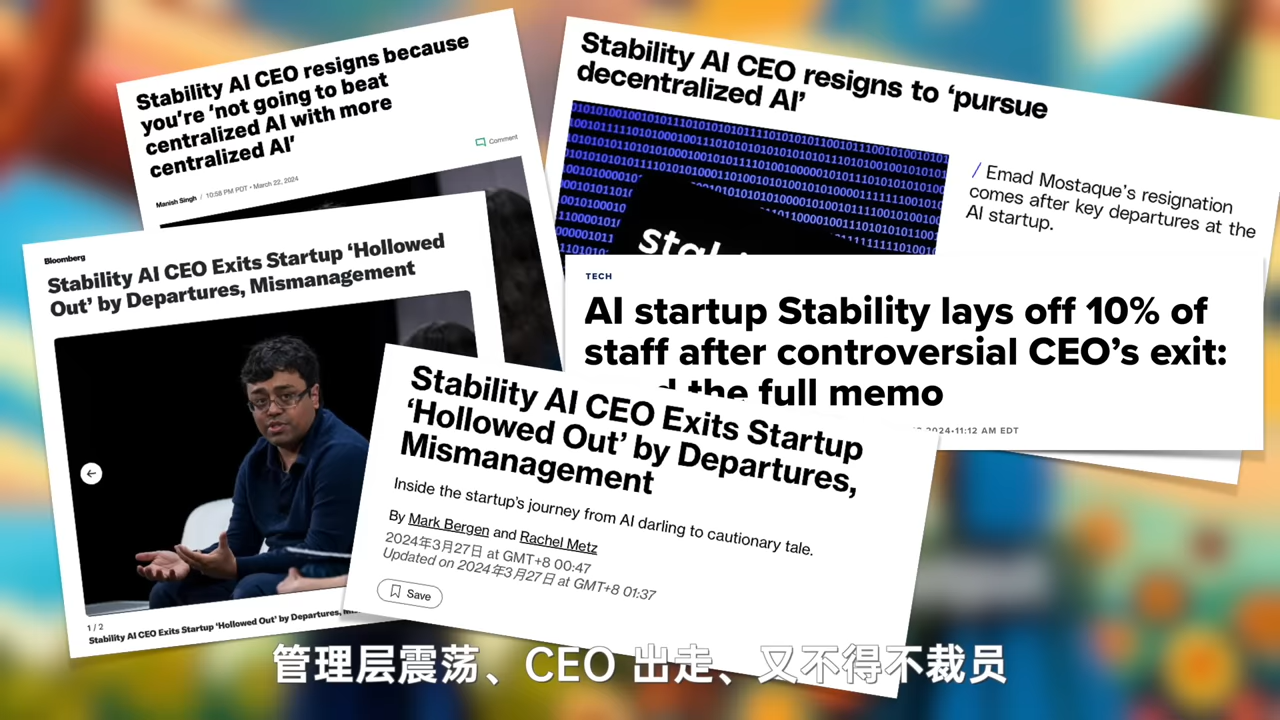 Stability AI CEO resigns because
you're 'not going to beat
centralized AI with more
centralized AI'
Comment
Manish Singh / 10:58 PM PDT • March 22, 2024
Stability AI CEO resigns to 'pursue
decentralized AI'
/ Emad Mostaque's resignation
comes after key departures at the
AI startup.
Bloomberg
Stability AI CEO Exits Startup 'Hollowed
Out' by Departures, Mismanagement
1 / 2
Stability AI CEO Exits Startup 'Hollowed Out' by Departures,
TECH
AI startup Stability lays off 10% of
staff after controversial CEO's exit:
the full memo
2024•11:12 AM EDT
Stability AI CEO Exits Startup
'Hollowed Out' by Departures,
Mismanagement
Inside the startup's journey from AI darling to cautionary tale.
By Mark Bergen and Rachel Metz
2024年3月27日 at GMT+8 00:47
Updated on 2024年3月27日 at GMT+8 01:37
Save
管理层震荡、CEO 出走、又不得不裁员